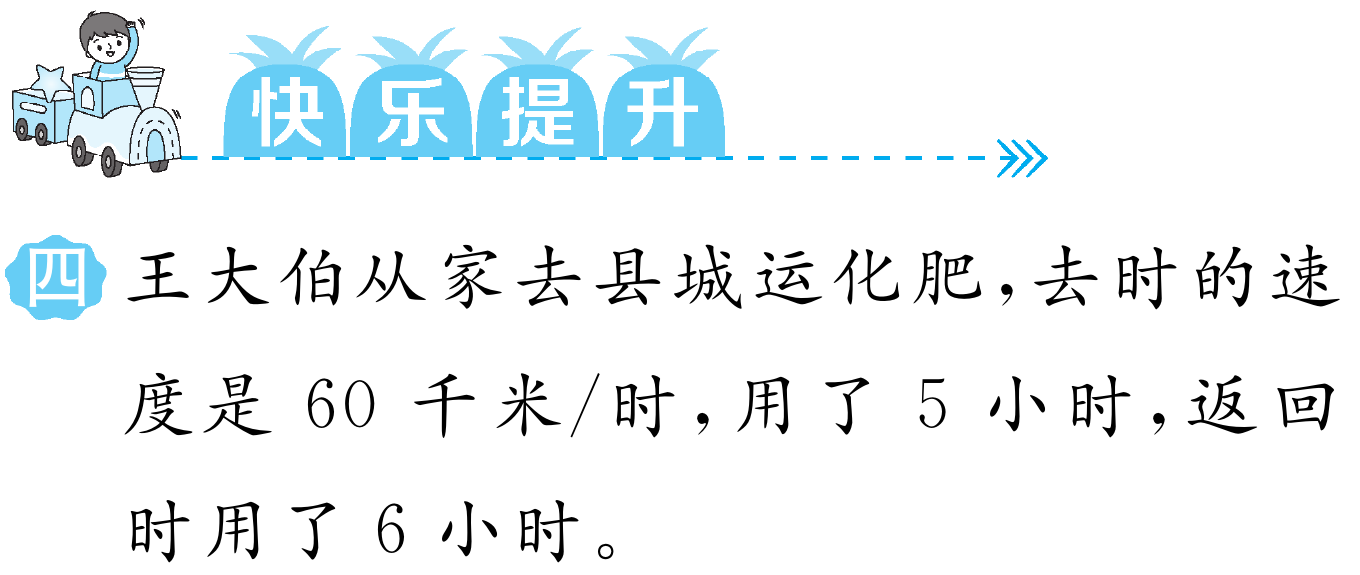 快乐提升
四 王大伯从家去县城运化肥,去时的速
度是 60 千米/时,用了 5 小时,返回
时用了 6 小时。